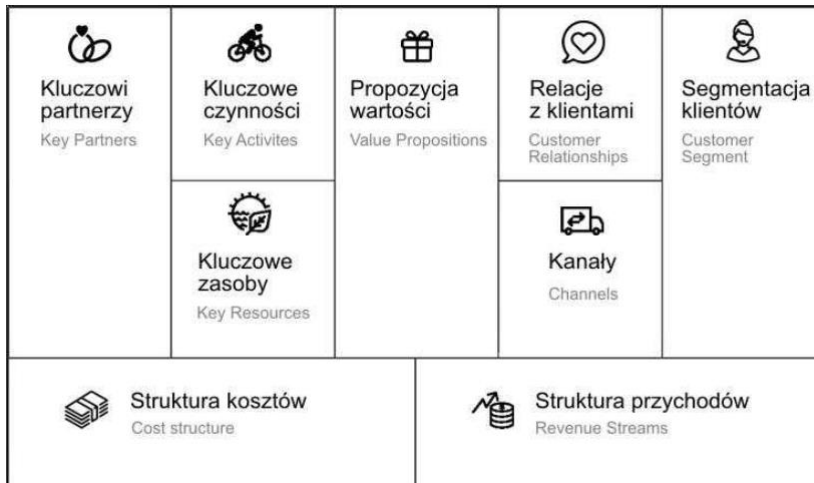 Kluczowi
partnerzy
Key Partners
Kluczowe
czynności
Key Activites
Kluczowe
zasoby
Key Resources
Propozycja
wartości
Value Propositions
Relacje
z klientami
Customer
Relationships
Kanały
Channels
Segmentacja
klientów
Customer
Segment
Struktura kosztów
Cost structure
Struktura przychodów
Revenue Streams